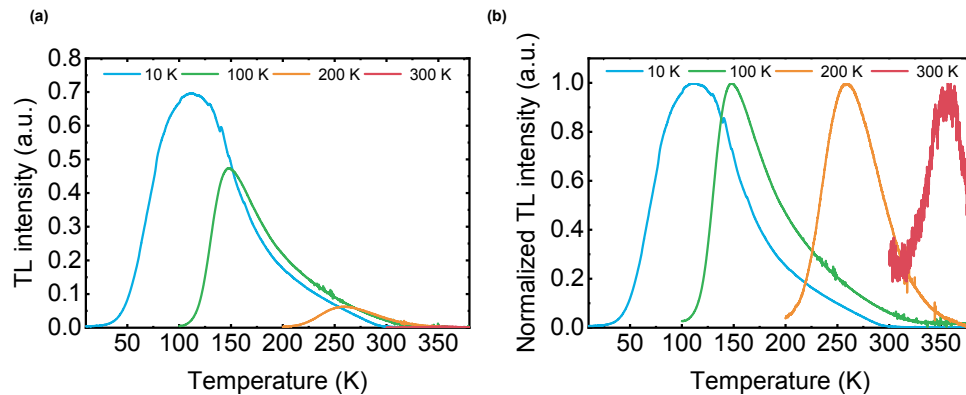 (a)
TL intensity (a.u.)
0.8
0.7
0.6
0.5
0.4
0.3
0.2
0.1
0.0
10 K 100 K 200 K 300 K
50 100 150 200 250 300 350
Temperature (K)
(b)
Normalized TL intensity (a.u.)
1.0
0.8
0.6
0.4
0.2
0.0
10 K 100 K 200 K 300 K
50 100 150 200 250 300 350
Temperature (K)